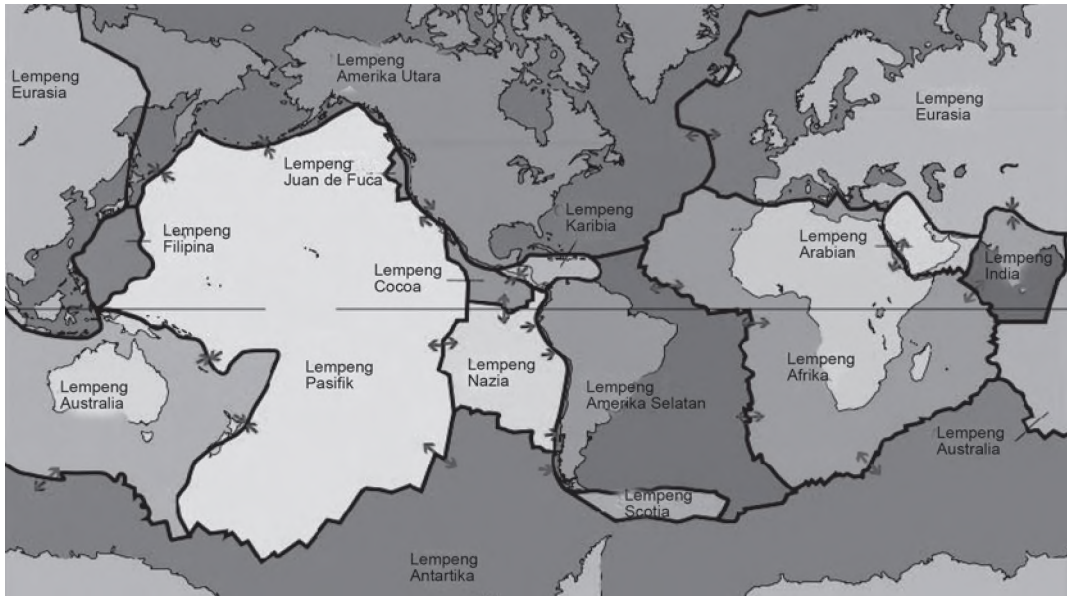 Lempeng
Eurasia
Lempeng
Amerika Utara
Lempeng
Eurasia
Lempeng
Juan de Fuca
Lempeng
Karibia
Lempeng
Filipina
Lempeng
Arabian
Lempeng
India
Lempeng
Cocoa
Lempeng
Pasifik
Lempeng
Nazia
Lempeng
Afrika
Lempeng
Australia
Lempeng
Amerika Selatan
Lempeng
Australia
Lempeng
Scotia
Lempeng
Antartika